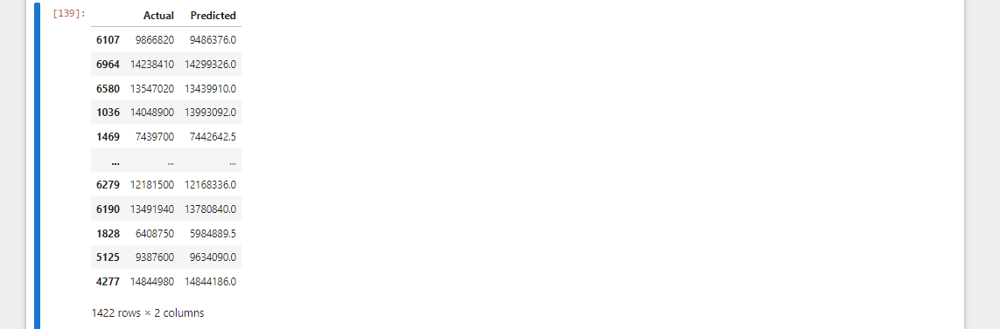 [139]:
Actual Predicted
6107 9866820 9486376.0
6964 14238410 14299326.0
6580 13547020 13439910.0
1036 14048900 13993092.0
1469 7439700 7442642.5
... ... ...
6279 12181500 12168336.0
6190 13491940 13780840.0
1828 6408750 5984889.5
5125 9387600 9634090.0
4277 14844980 14844186.0
1422 rows × 2 columns